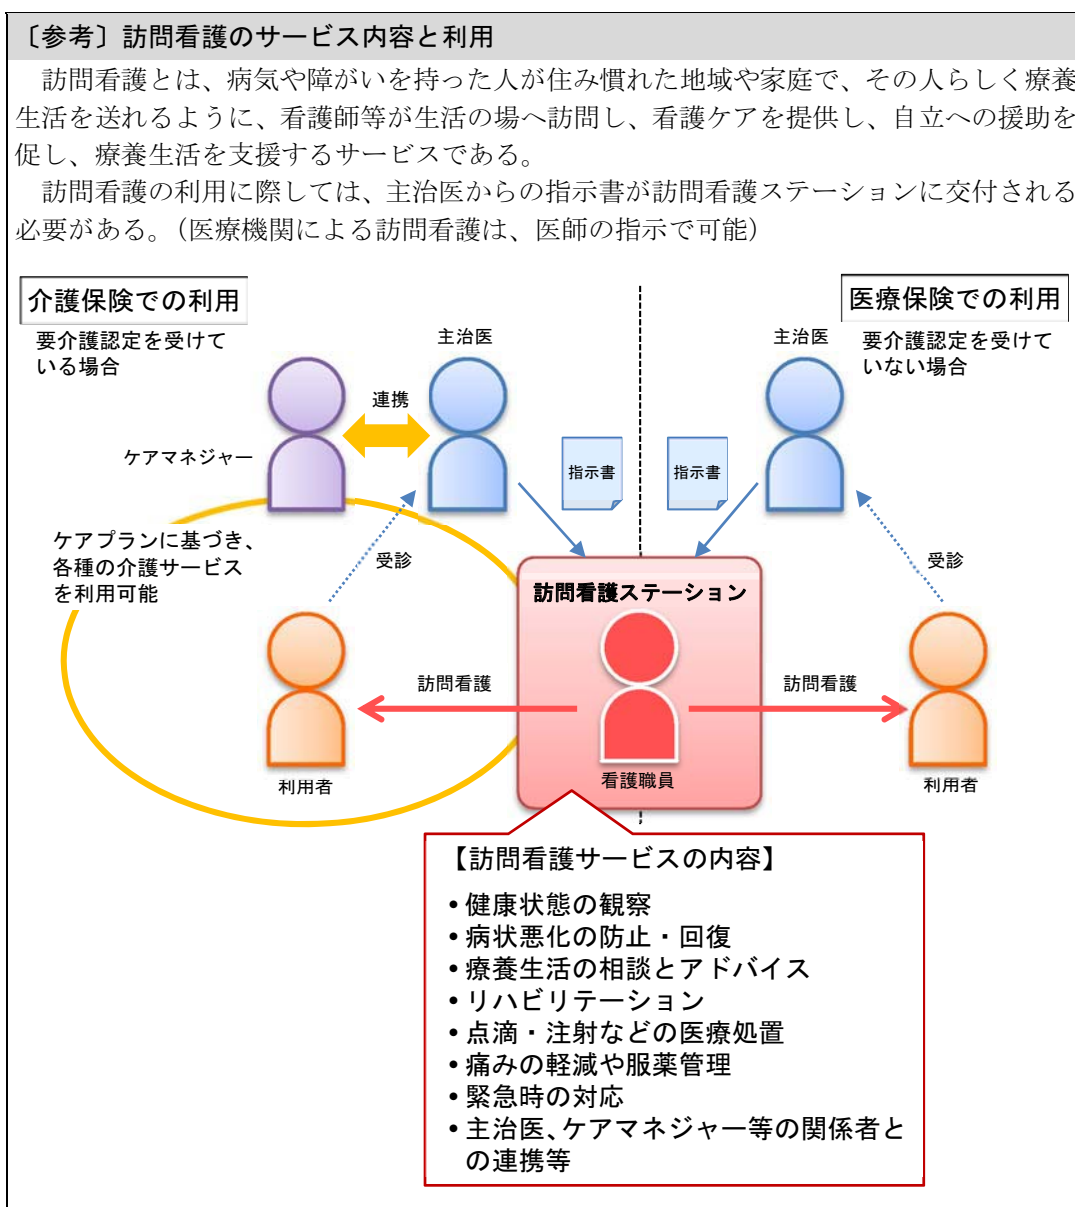 〔参考〕訪問看護のサービス内容と利用
訪問看護とは、病気や障がいを持った人が住み慣れた地域や家庭で、その人らしく療養
生活を送れるように、看護師等が生活の場へ訪問し、看護ケアを提供し、自立への援助を
促し、療養生活を支援するサービスである。
訪問看護の利用に際しては、主治医からの指示書が訪問看護ステーションに交付される
必要がある。（医療機関による訪問看護は、医師の指示で可能）
介護保険での利用
要介護認定を受けて
いる場合
主治医
連携
ケアマネジャー
指示書
ケアプランに基づき、
各種の介護サービス
を利用可能
受診
訪問看護
利用者
医療保険での利用
要介護認定を受けて
いない場合
主治医
指示書
受診
訪問看護ステーション
訪問看護
看護職員
利用者
【訪問看護サービスの内容】
•健康状態の観察
•病状悪化の防止・回復
•療養生活の相談とアドバイス
•リハビリテーション
•点滴・注射などの医療処置
•痛みの軽減や服薬管理
•緊急時の対応
•主治医、ケアマネジャー等の関係者と
の連携等